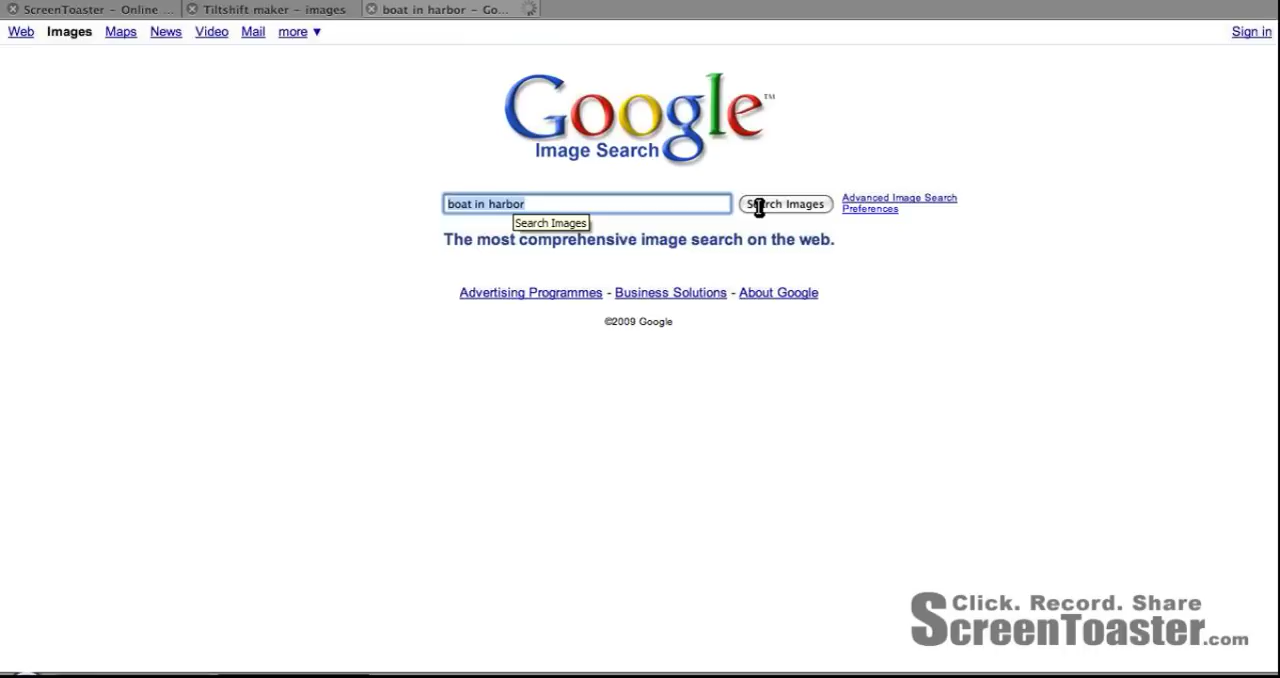 ScreenToaster - Online ... Tiltshift maker - images boat in harbor - Go...
Web Images Maps News Video Mail more ▼ Sign in
Google™
Image Search
boat in harbor Search Images Advanced Image Search
Preferences
Search Images
The most comprehensive image search on the web.
Advertising Programmes - Business Solutions - About Google
©2009 Google
Click. Record. Share
ScreenToaster.com